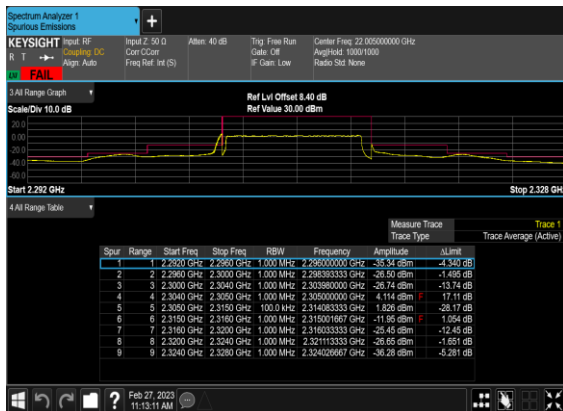 Spectrum Analyzer 1
Spurious Emissions
+
KEYSIGHT Input: RF Input Z: 50 Ω Atten: 40 dB Trig: Free Run Center Freq: 22.005000000 GHz
R T Coupling: DC Corr CCorr Gate: Off Avg|Hold: 1000/1000
Align: Auto Freq Ref: Int (S) IF Gain: Low Radio Std: None
FAIL
3 All Range Graph
Ref Lvl Offset 8.40 dB
Scale/Div 10.0 dB Ref Value 30.00 dBm
20.0
0.00
-20.0
-40.0
Start 2.292 GHz Stop 2.328 GHz
4 All Range Table
Measure Trace Trace 1
Trace Type Trace Average (Active)
Spur Range Start Freq Stop Freq RBW Frequency Amplitude ΔLimit
1 1 2.2920 GHz 2.2960 GHz 1.000 MHz 2.296000000 GHz -35.34 dBm -4.340 dB
2 2 2.2960 GHz 2.3000 GHz 1.000 MHz 2.298393333 GHz -26.50 dBm -1.495 dB
3 3 2.3000 GHz 2.3040 GHz 1.000 MHz 2.303980000 GHz -26.74 dBm -13.74 dB
4 4 2.3040 GHz 2.3050 GHz 1.000 MHz 2.305000000 GHz 4.114 dBm F 17.11 dB
5 5 2.3050 GHz 2.3150 GHz 100.0 kHz 2.314083333 GHz 1.826 dBm -28.17 dB
6 6 2.3150 GHz 2.3160 GHz 1.000 MHz 2.315001667 GHz -11.95 dBm F 1.054 dB
7 7 2.3160 GHz 2.3200 GHz 1.000 MHz 2.316033333 GHz -25.45 dBm -12.45 dB
8 8 2.3200 GHz 2.3240 GHz 1.000 MHz 2.321113333 GHz -26.65 dBm -1.651 dB
9 9 2.3240 GHz 2.3280 GHz 1.000 MHz 2.324026667 GHz -36.28 dBm -5.281 dB
? Feb 27, 2023
11:13:11 AM